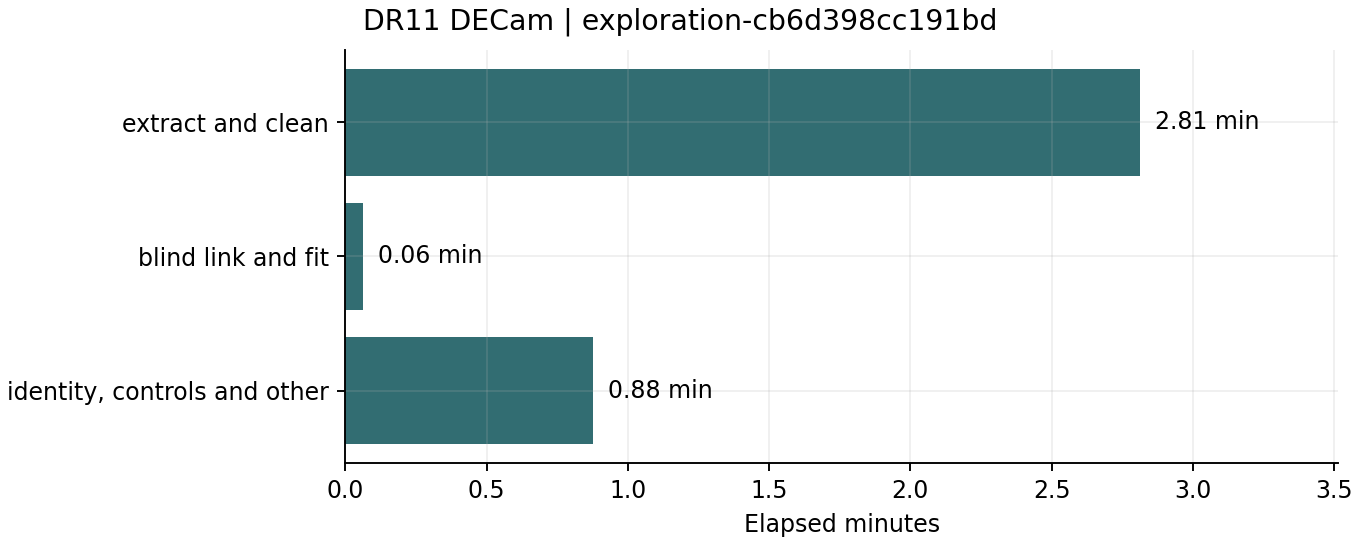 DR11 DECam | exploration-cb6d398cc191bd
extract and clean
2.81 min
blind link and fit
0.06 min
identity, controls and other
0.88 min
0.0 0.5 1.0 1.5 2.0 2.5 3.0 3.5
Elapsed minutes